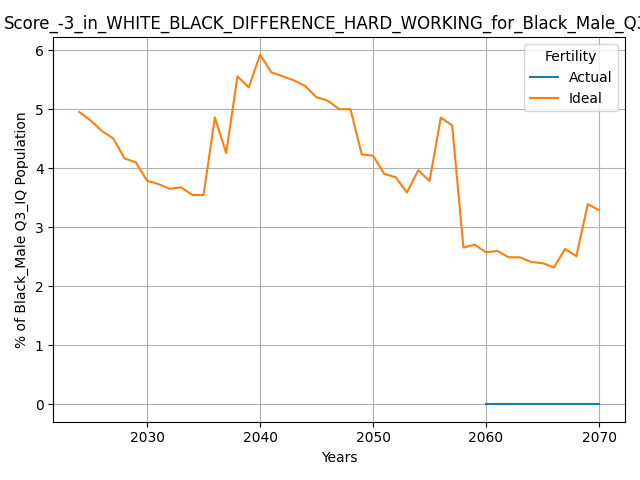 Score_-3_in_WHITE_BLACK_DIFFERENCE_HARD_WORKING_for_Black_Male_Q3
6
5
4
3
2
1
0
% of Black_Male Q3_IQ Population
Fertility
Actual
Ideal
2030 2040 2050 2060 2070
Years